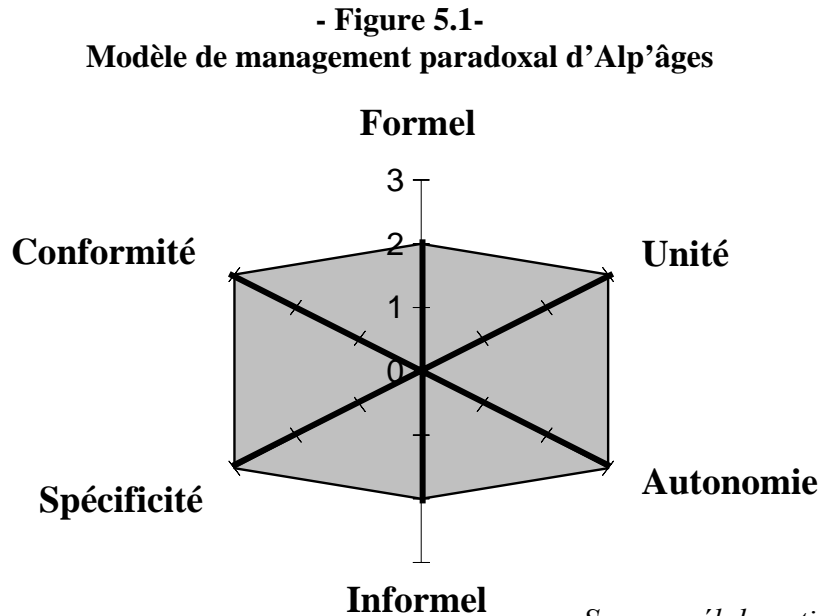 - Figure 5.1-
Modèle de management paradoxal d’Alp’âges
Formel
3
Conformité
2
Unité
1
0
Spécificité
Autonomie
Informel